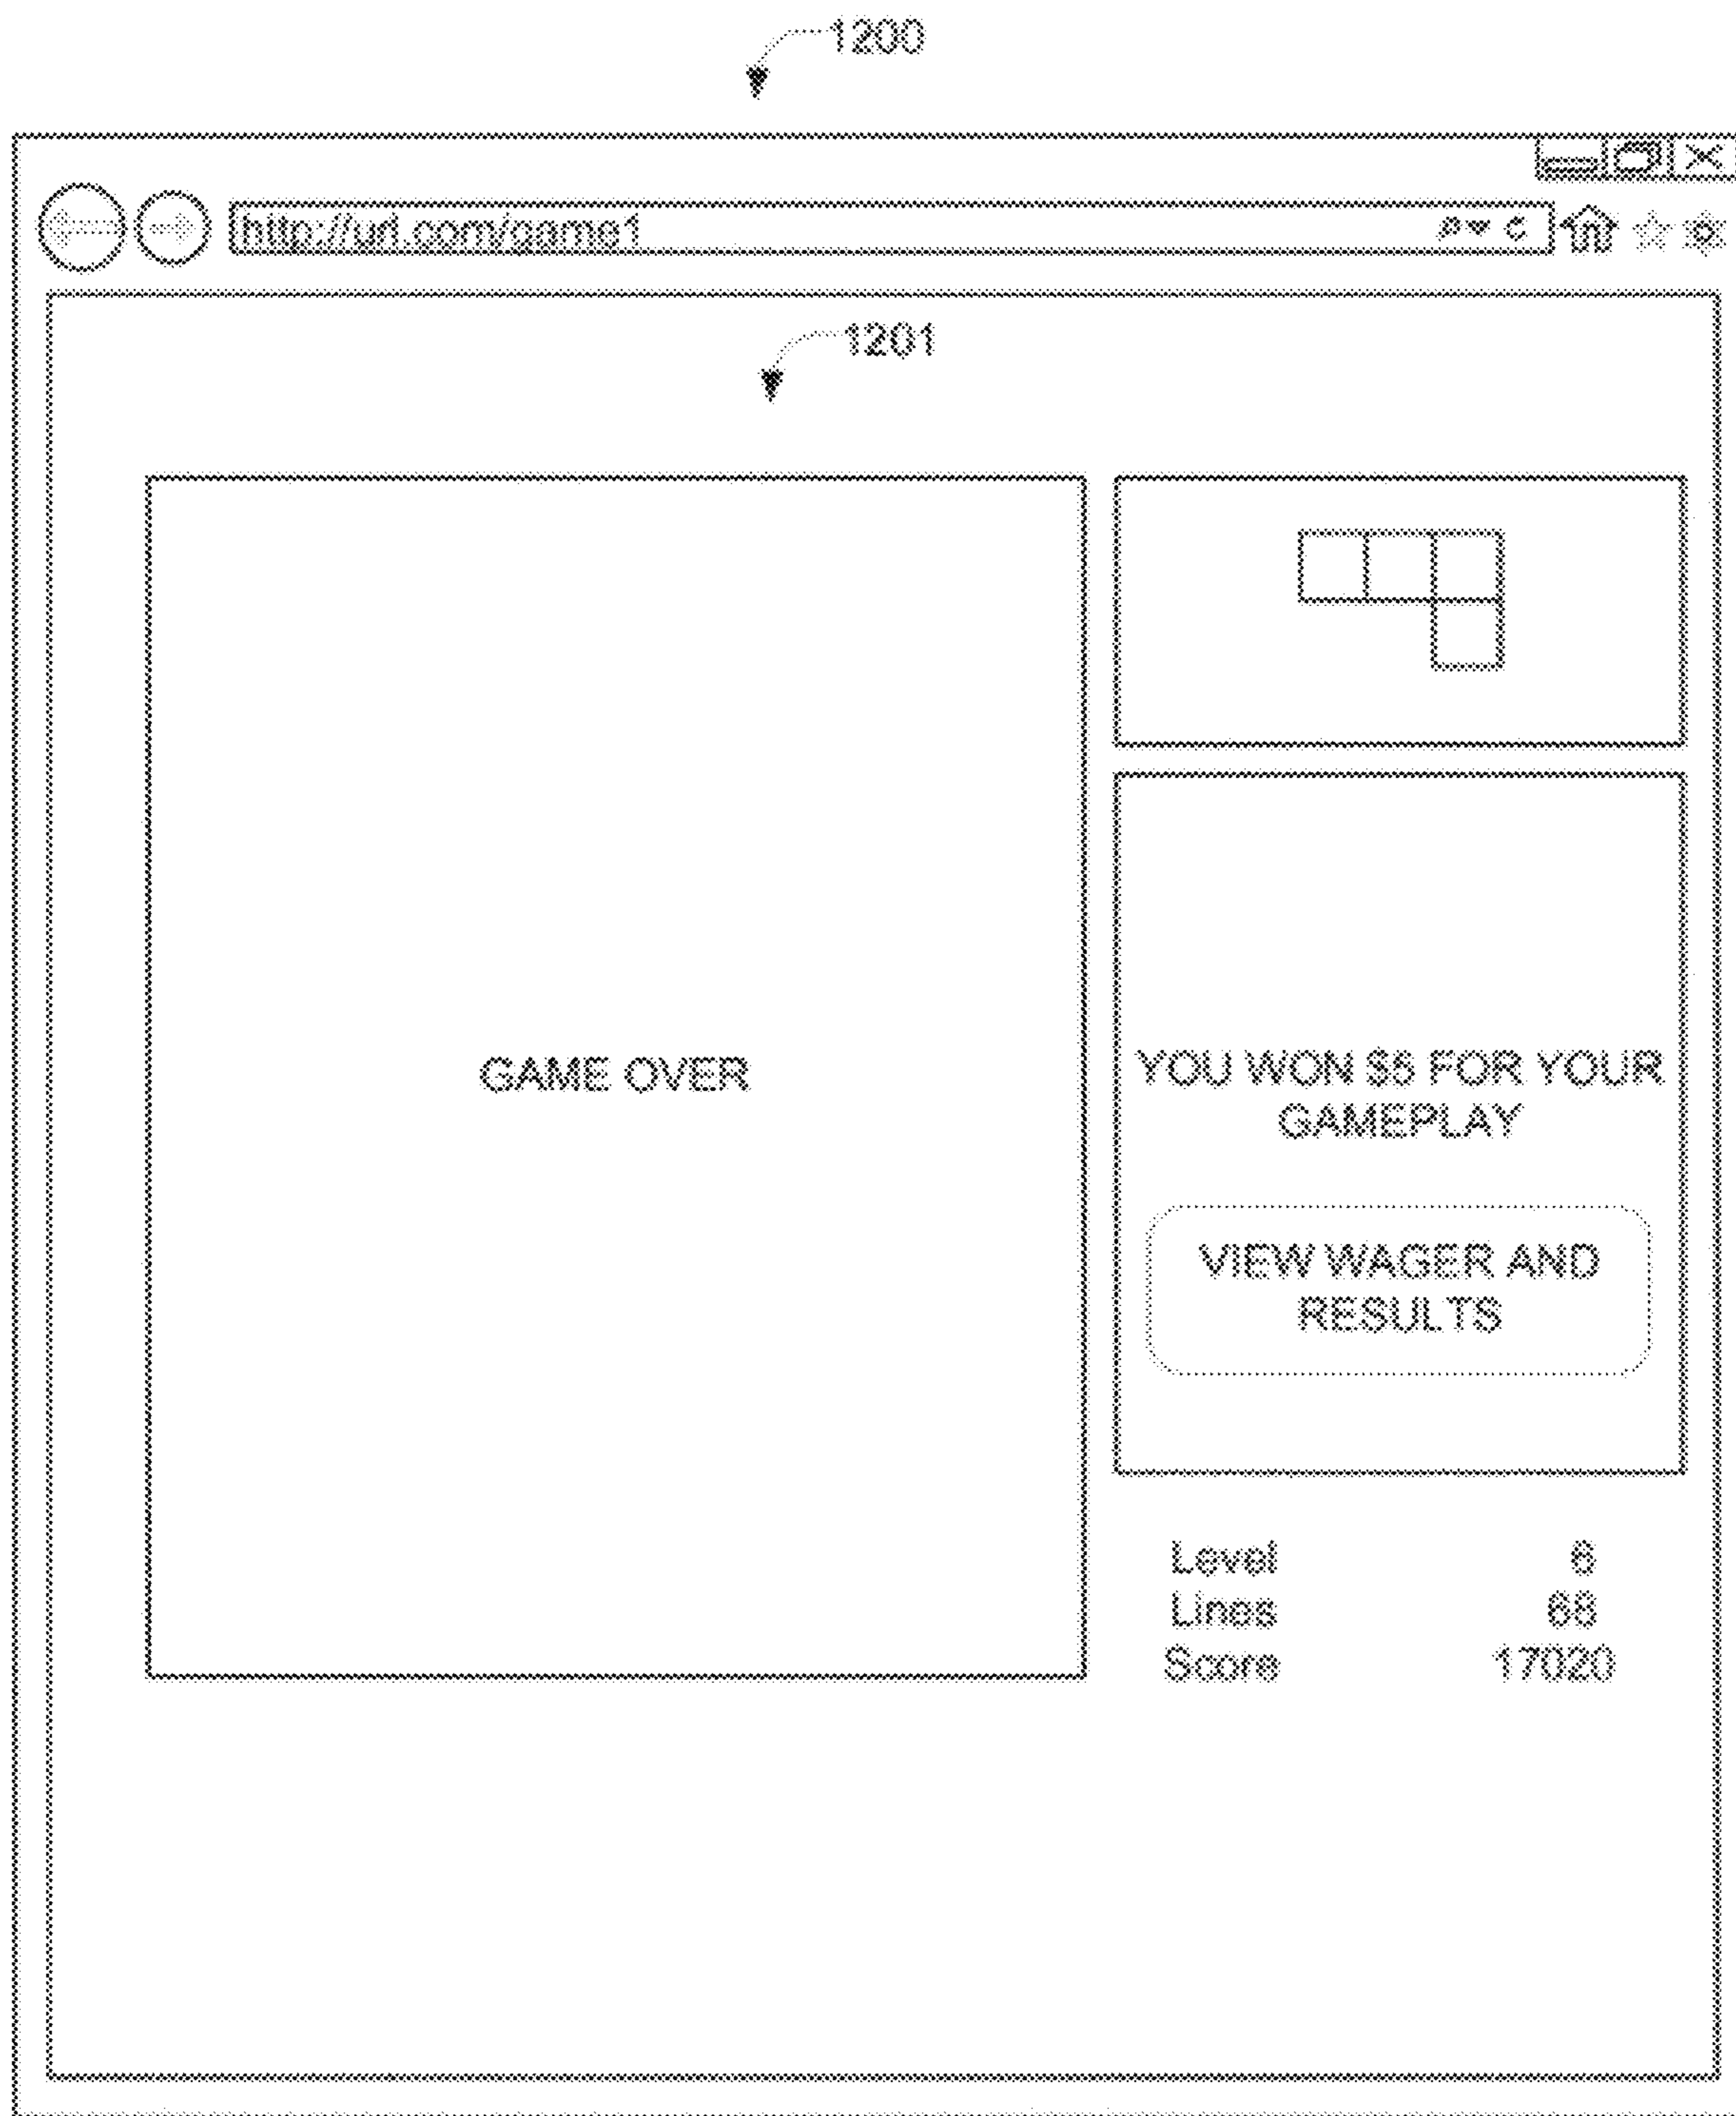 1200
http://url.com/game1
1201
GAME OVER
YOU WON $5 FOR YOUR
GAMEPLAY
VIEW WAGER AND
RESULTS
Level 6
Lines 68
Score 17020